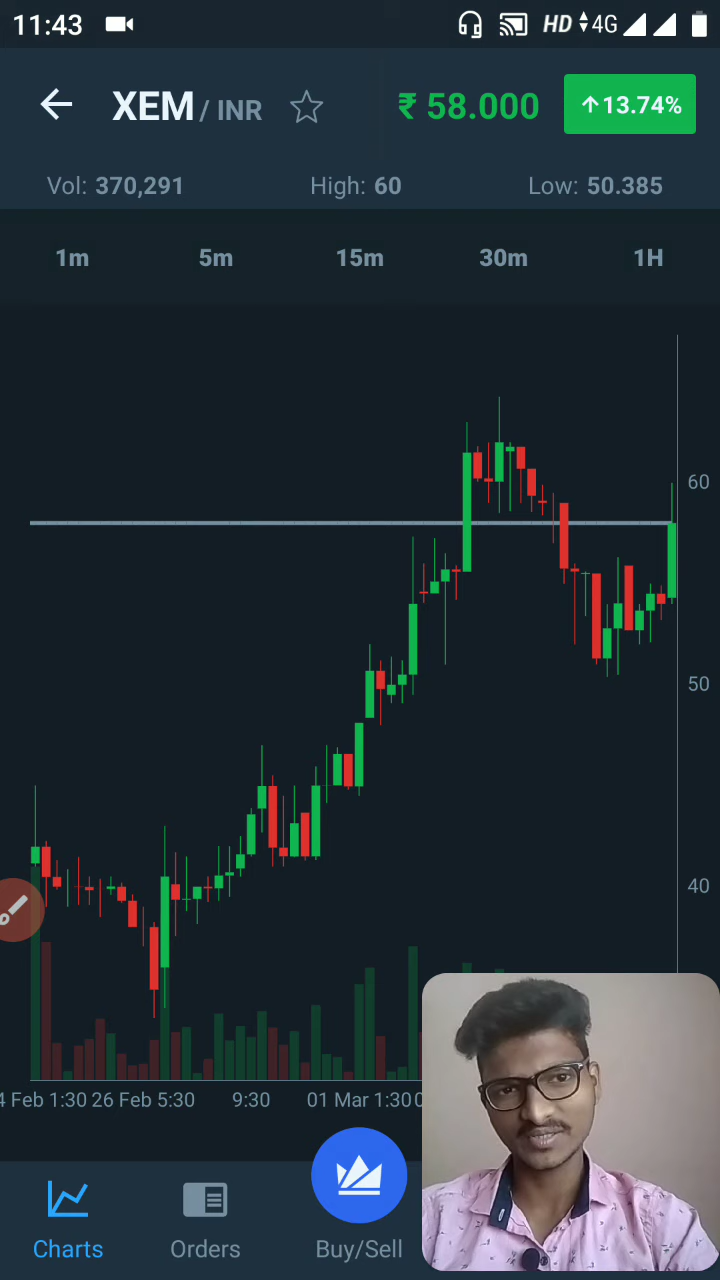 11:43 HD 4G
XEM / INR ₹ 58.000 ↑13.74%
Vol: 370,291 High: 60 Low: 50.385
1m 5m 15m 30m 1H
60
50
40
4 Feb 1:30 26 Feb 5:30 9:30 01 Mar 1:30
Charts Orders Buy/Sell